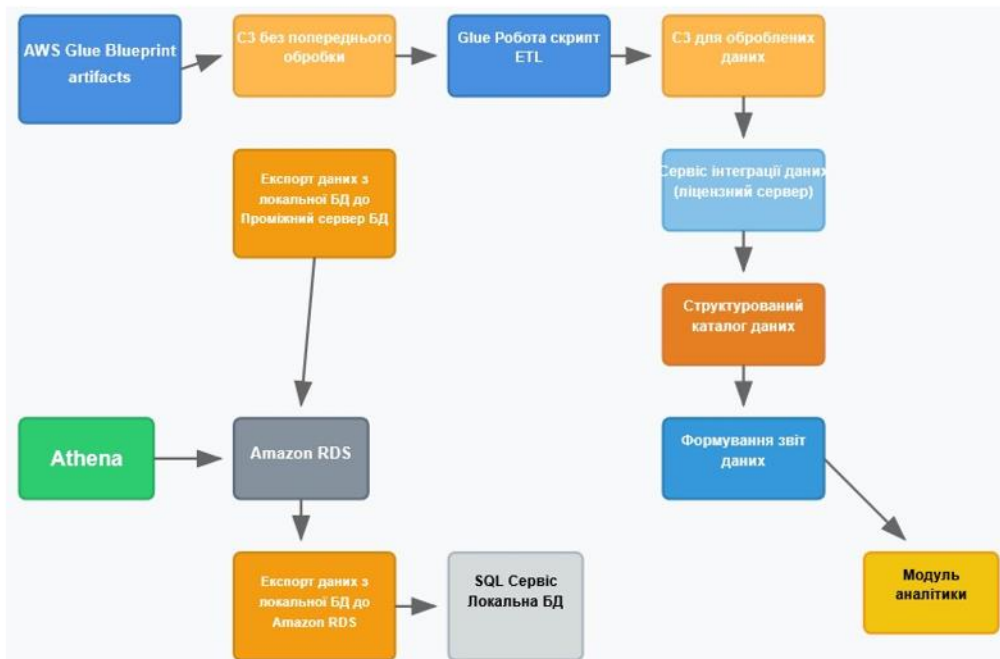 AWS Glue Blueprint
artifacts
С3 без попереднього
обробки
Glue Робота скрипт
ETL
С3 для оброблених
даних
Експорт даних з
локальної БД до
Проміжний сервер БД
Сервіс інтеграції даних
(ліцензний сервер)
Структурований
каталог даних
Athena
Amazon RDS
Формування звіт
даних
Експорт даних з
локальної БД до
Amazon RDS
SQL Сервіс
Локальна БД
Модуль
аналітики